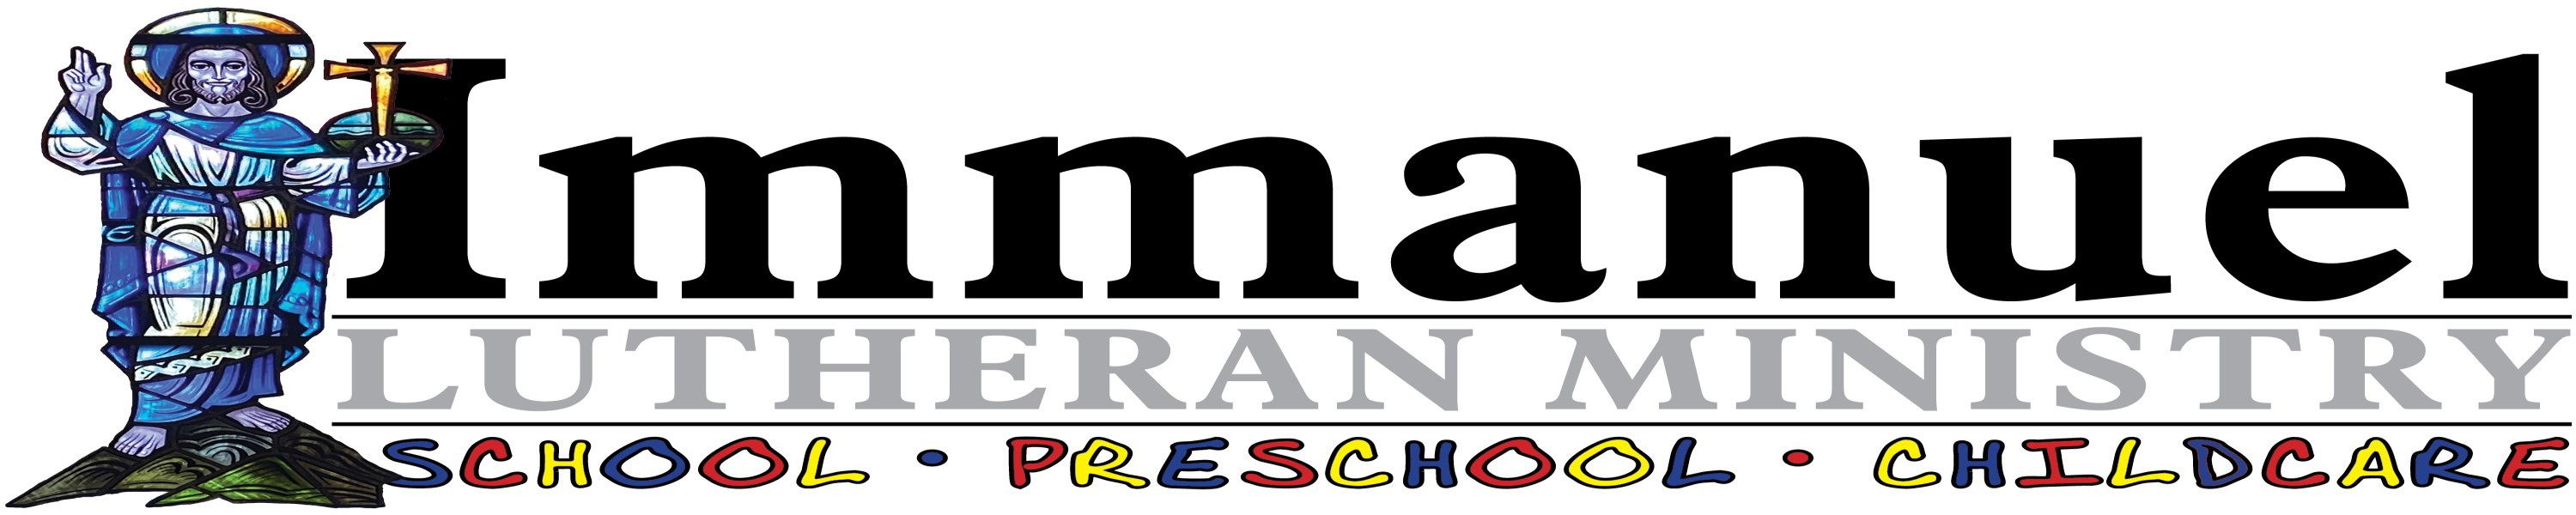 Immanuel
LUTHERAN MINISTRY
SCHOOL • PRESCHOOL • CHILDCARE